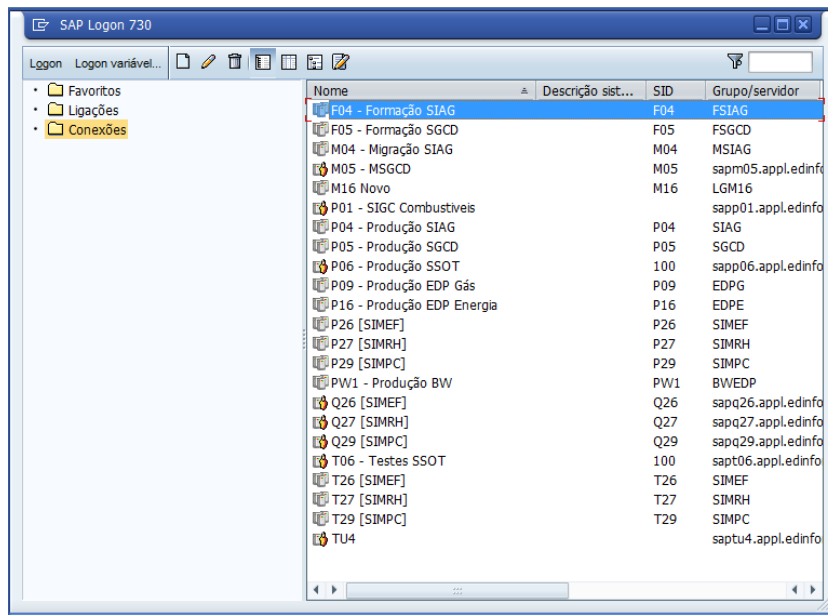 SAP Logon 730
Logon Logon variável...
Favoritos
Ligações
Conexões
Nome Descrição sist... SID Grupo/servidor
F04 - Formação SIAG F04 FSIAG
F05 - Formação SGCD F05 FSGCD
M04 - Migração SIAG M04 MSIAG
M05 - MSGCD M05 sapm05.appl.edinfo
M16 Novo M16 LGM16
P01 - SIGC Combustiveis sapp01.appl.edinfo
P04 - Produção SIAG P04 SIAG
P05 - Produção SGCD P05 SGCD
P06 - Produção SSOT 100 sapp06.appl.edinfo
P09 - Produção EDP Gás P09 EDPG
P16 - Produção EDP Energia P16 EDPE
P26 [SIMEF] P26 SIMEF
P27 [SIMRH] P27 SIMRH
P29 [SIMPC] P29 SIMPC
PW1 - Produção BW PW1 BWEDP
Q26 [SIMEF] Q26 sapq26.appl.edinfo
Q27 [SIMRH] Q27 sapq27.appl.edinfo
Q29 [SIMPC] Q29 sapq29.appl.edinfo
T06 - Testes SSOT 100 sapt06.appl.edinfo
T26 [SIMEF] T26 SIMEF
T27 [SIMRH] T27 SIMRH
T29 [SIMPC] T29 SIMPC
TU4 saptu4.appl.edinfo